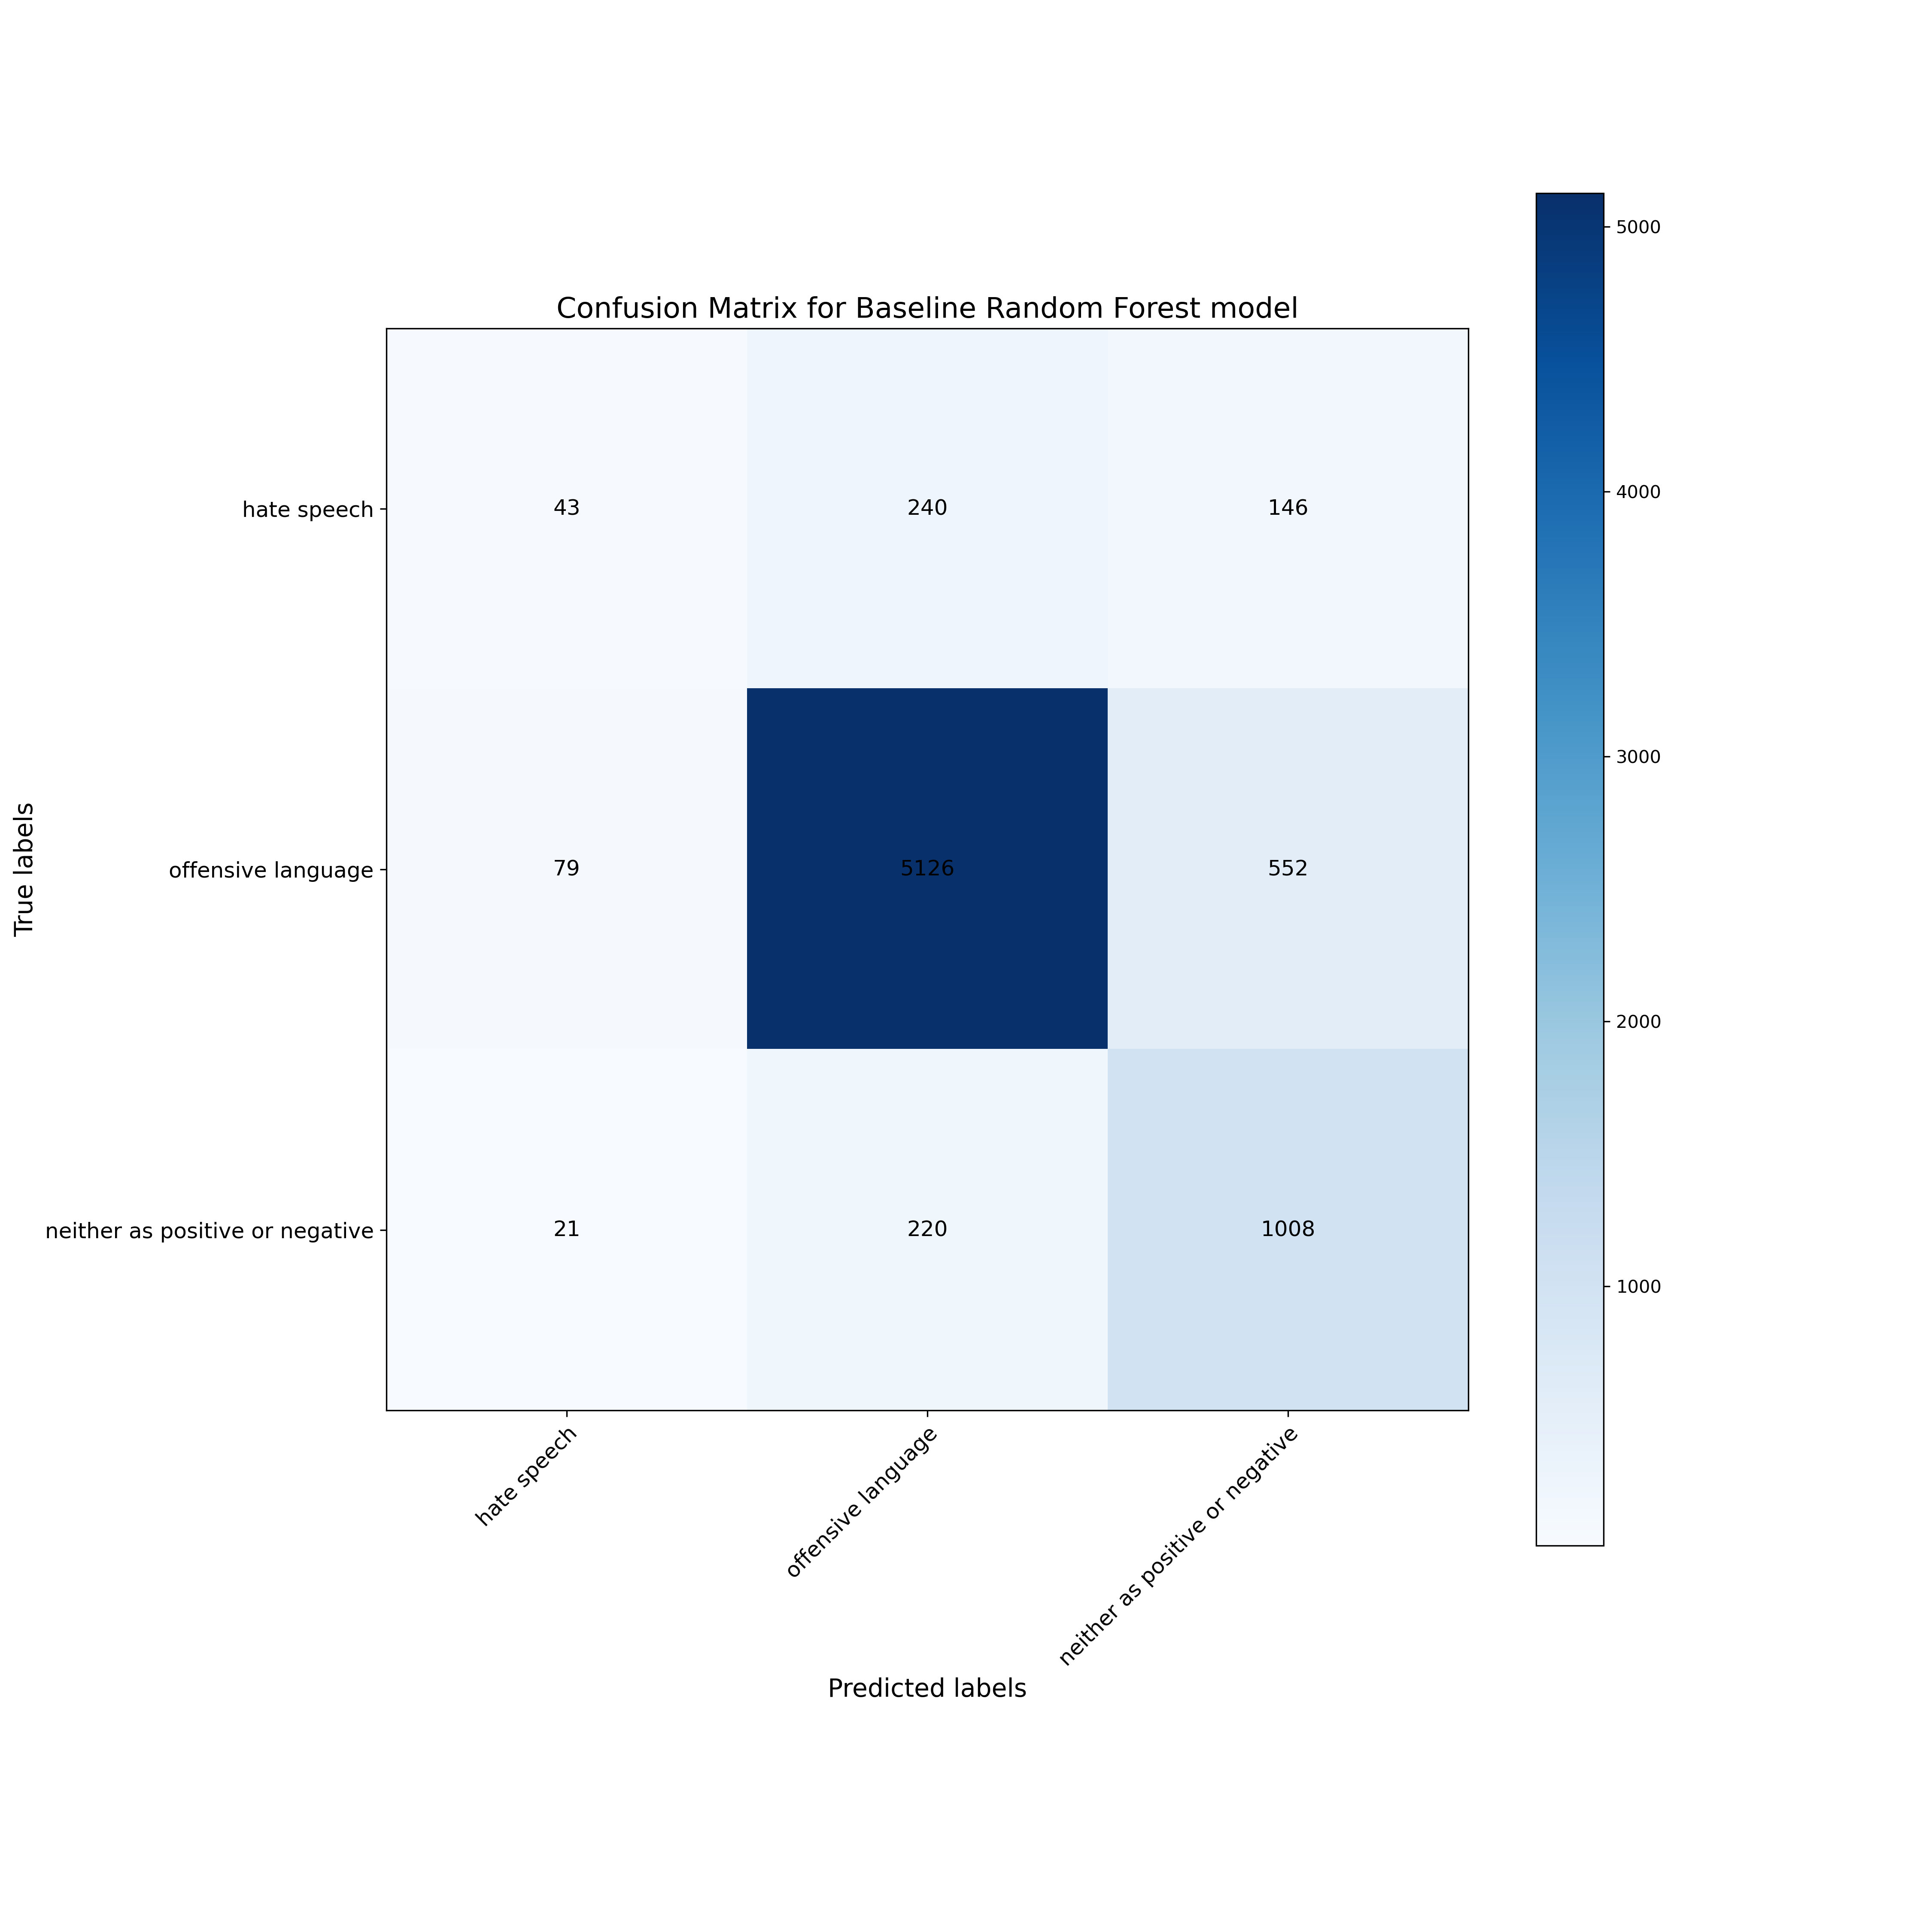 Confusion Matrix for Baseline Random Forest model
True labels
hate speech
43 240 146
offensive language
79 5126 552
neither as positive or negative
21 220 1008
hate speech
offensive language
neither as positive or negative
Predicted labels
5000
4000
3000
2000
1000